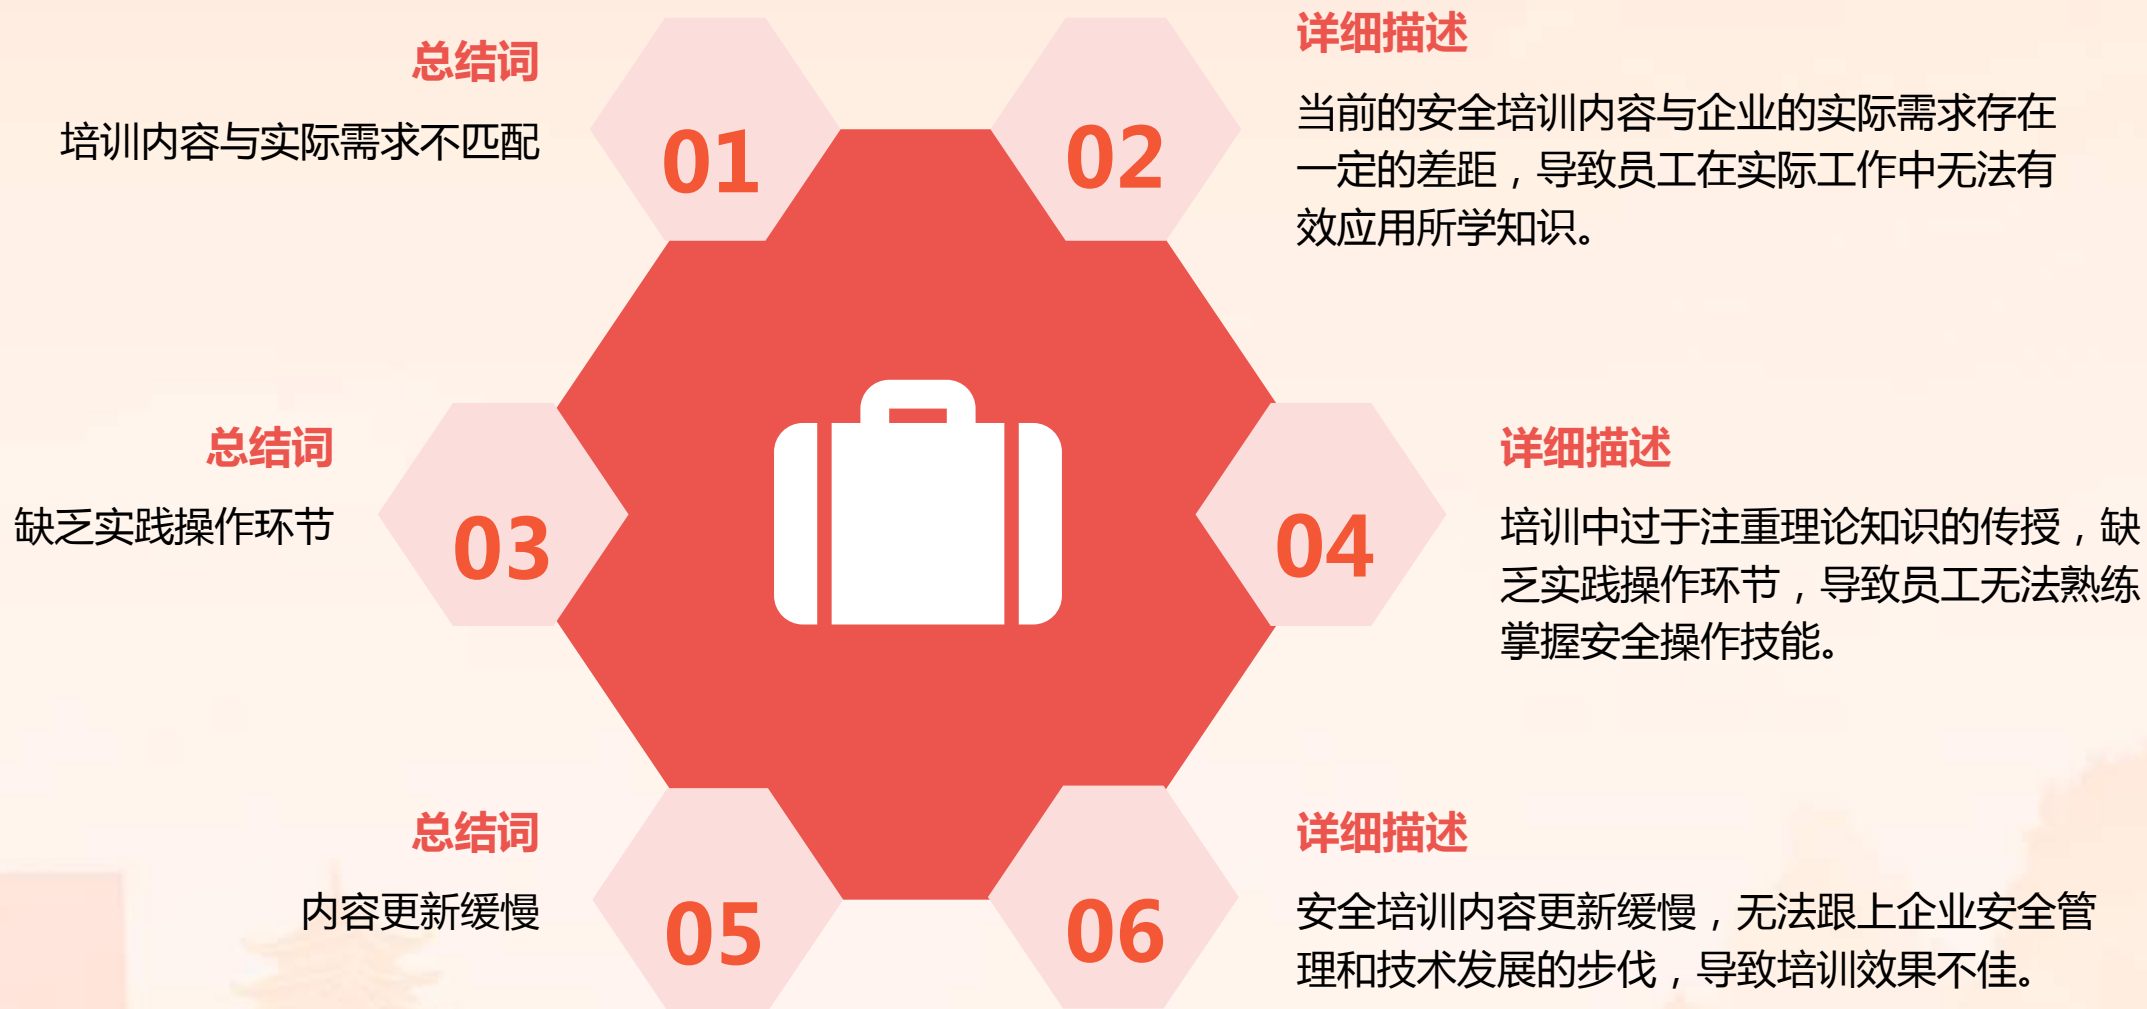 总结词
培训内容与实际需求不匹配
01
02
详细描述
当前的安全培训内容与企业的实际需求存在
一定的差距，导致员工在实际工作中无法有
效应用所学知识。
总结词
缺乏实践操作环节
03
04
详细描述
培训中过于注重理论知识的传授，缺
乏实践操作环节，导致员工无法熟练
掌握安全操作技能。
总结词
内容更新缓慢
05
06
详细描述
安全培训内容更新缓慢，无法跟上企业安全管
理和技术发展的步伐，导致培训效果不佳。